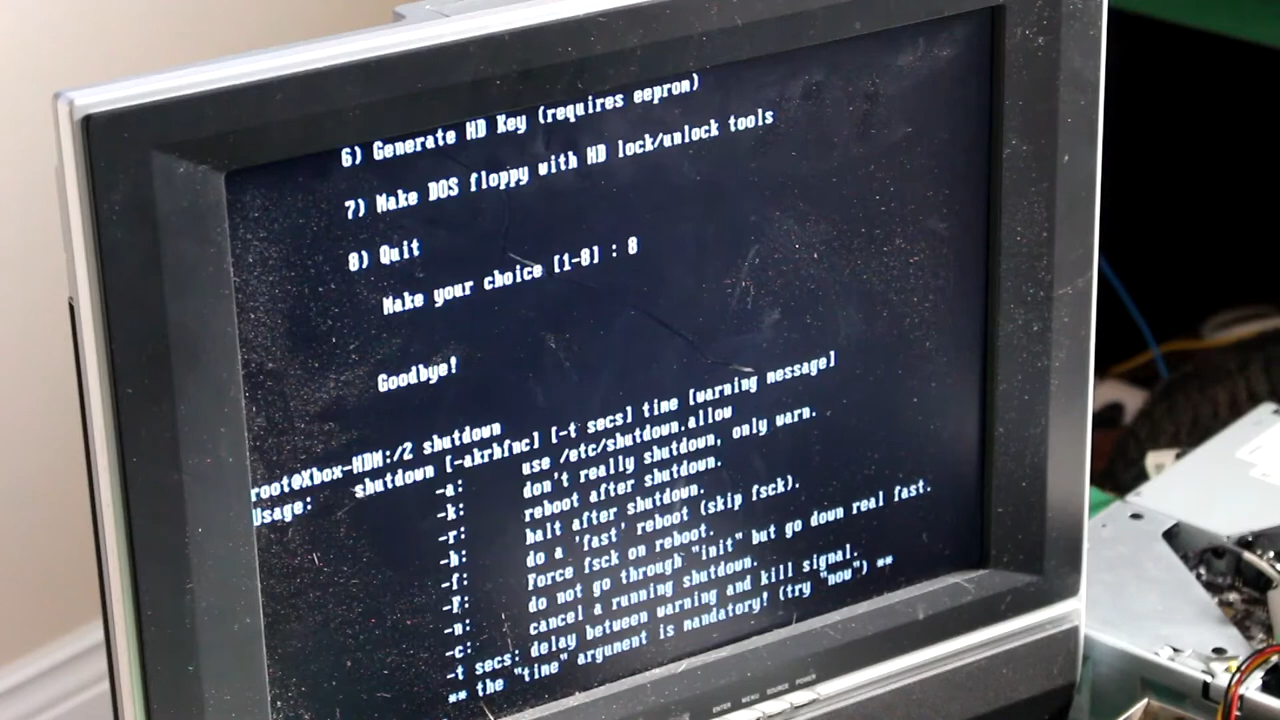 6) Generate HD Key (requires eeprom)
7) Make DOS floppy with HD lock/unlock tools
8) Quit
Make your choice [1-8] : 8
Goodbye!
root@Xbox-HDM:/2 shutdown
Usage: shutdown [-akrhfnc] [-t secs] time [warning message]
-a: use /etc/shutdown.allow
-k: don't really shutdown, only warn.
-r: reboot after shutdown.
-h: halt after shutdown.
-f: do a 'fast' reboot (skip fsck).
-F: Force fsck on reboot.
-n: do not go through "init" but go down real fast.
-c: cancel a running shutdown.
-t secs: delay between warning and kill signal.
** the "time" argument is mandatory! (try "now") **
ENTER MENU SOURCE POWER